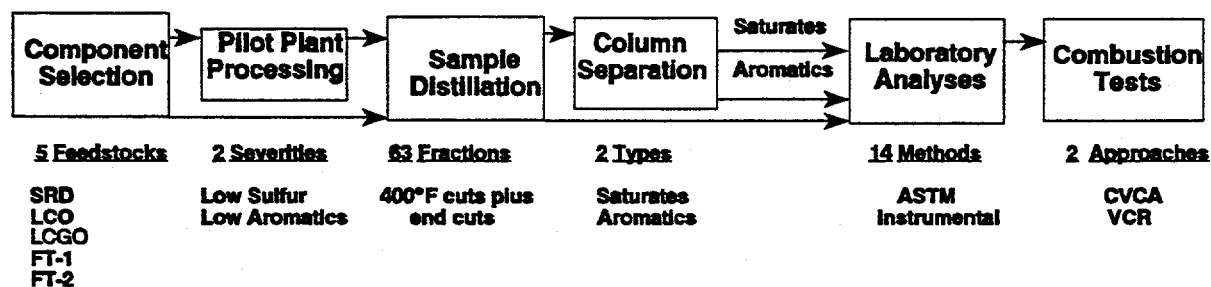 Component
Selection
Pilot Plant
Processing
Sample
Distillation
Column
Separation
Saturates
Aromatics
Laboratory
Analyses
Combustion
Tests
5 Feedstocks
SRD
LCO
LCGO
FT-1
FT-2
2 Severities
Low Sulfur
Low Aromatics
63 Fractions
400°F cuts plus
end cuts
2 Types
Saturates
Aromatics
14 Methods
ASTM
Instrumental
2 Approaches
CVCA
VCR